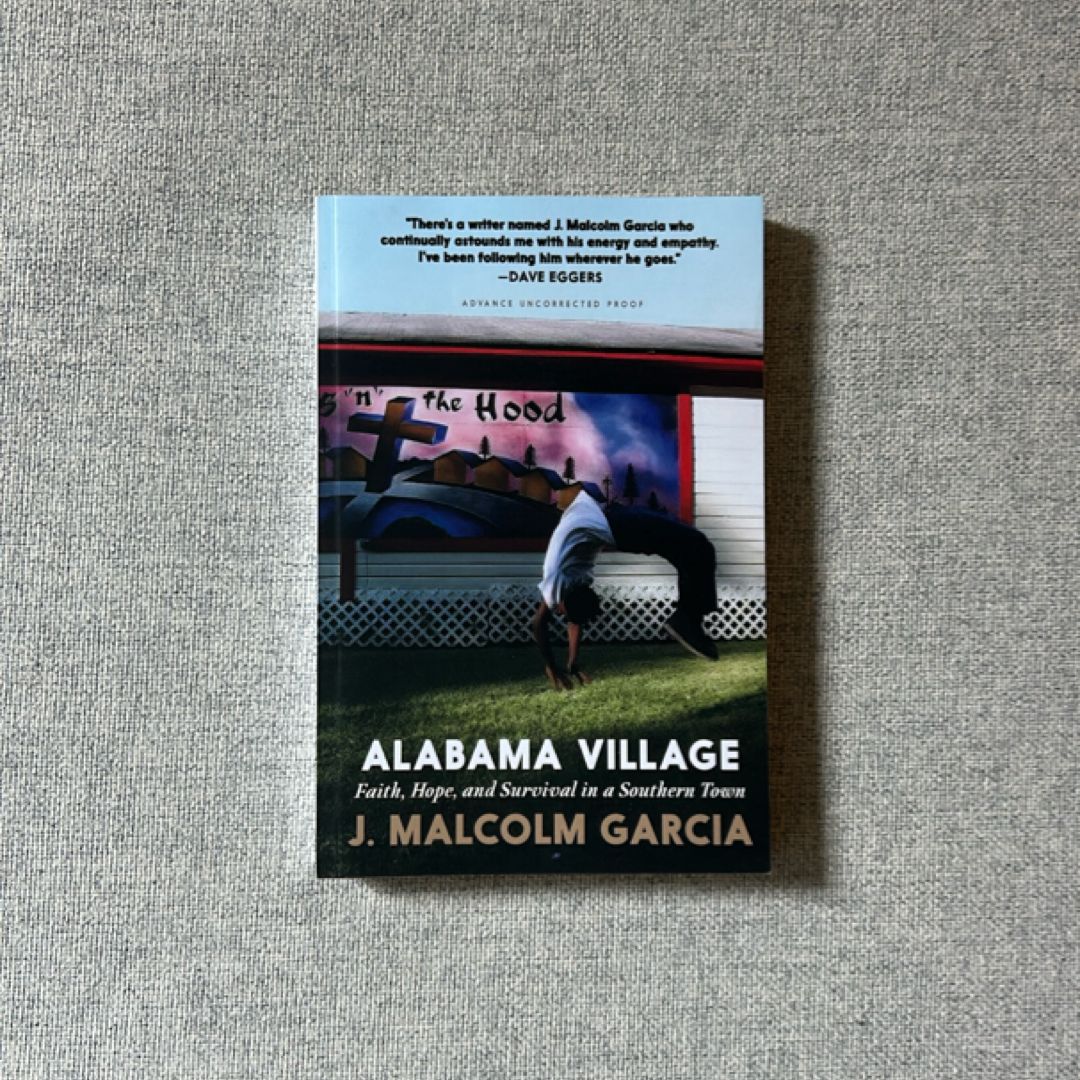 "There's a writer named J. Malcolm Garcia who
continually astounds me with his energy and empathy.
I've been following him wherever he goes."
—DAVE EGGERS
ADVANCE UNCORRECTED PROOF
s "n" the Hood
ALABAMA VILLAGE
Faith, Hope, and Survival in a Southern Town
J. MALCOLM GARCIA